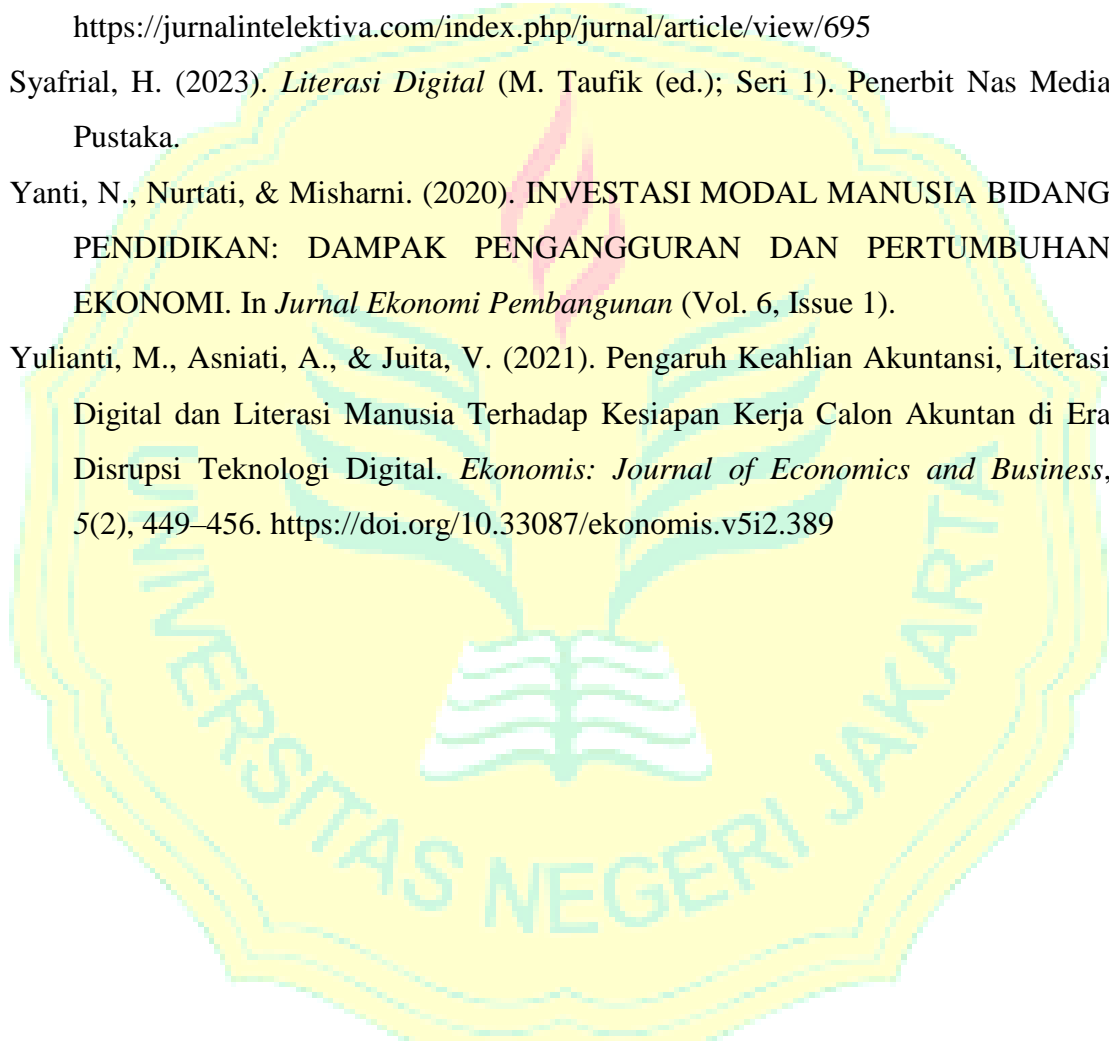 https://jurnalintelektiva.com/index.php/jurnal/article/view/695
Syafrial, H. (2023). Literasi Digital (M. Taufik (ed.); Seri 1). Penerbit Nas Media
Pustaka.
Yanti, N., Nurtati, & Misharni. (2020). INVESTASI MODAL MANUSIA BIDANG
PENDIDIKAN: DAMPAK PENGANGGURAN DAN PERTUMBUHAN
EKONOMI. In Jurnal Ekonomi Pembangunan (Vol. 6, Issue 1).
Yulianti, M., Asniati, A., & Juita, V. (2021). Pengaruh Keahlian Akuntansi, Literasi
Digital dan Literasi Manusia Terhadap Kesiapan Kerja Calon Akuntan di Era
Disrupsi Teknologi Digital. Ekonomis: Journal of Economics and Business,
5(2), 449–456. https://doi.org/10.33087/ekonomis.v5i2.389
UNIVERSITAS NEGERI JAKARTA